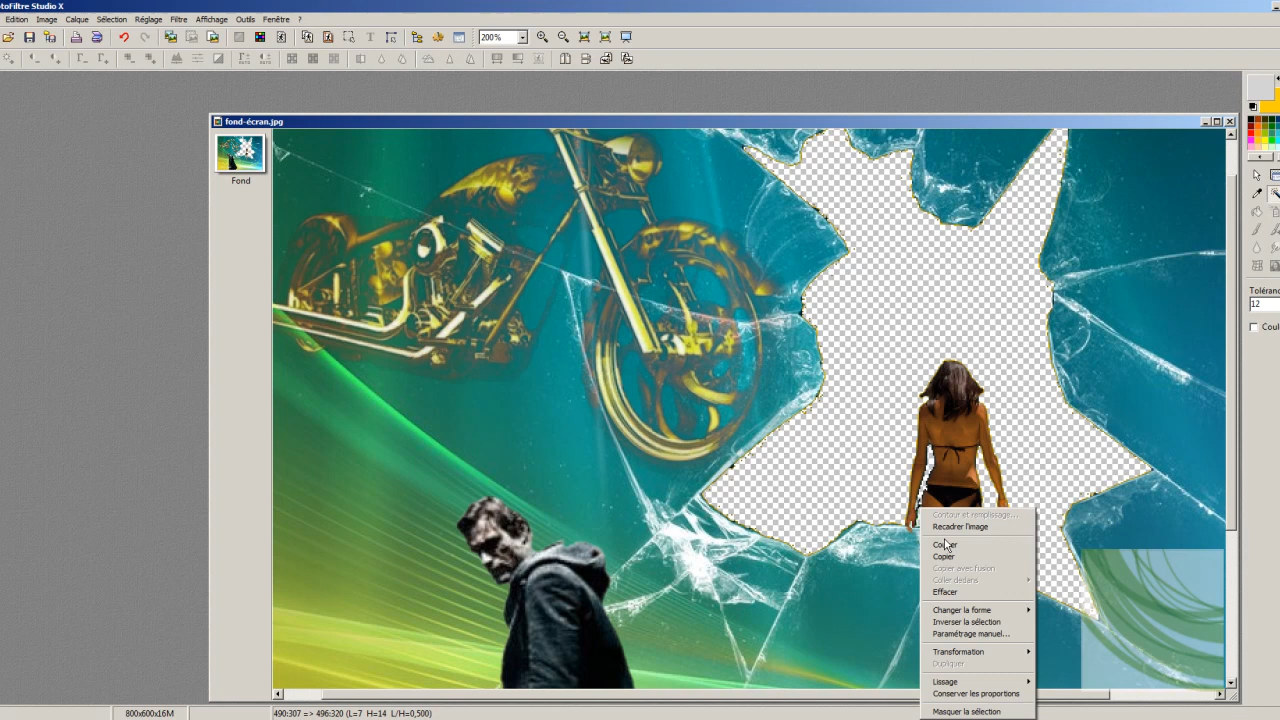 toFiltre Studio X
Edition Image Calque Sélection Réglage Filtre Affichage Outils Fenêtre ?
200%
fond-écran.jpg
Fond
Toléranc
12
Coule
Contour et remplissage...
Recadrer l'image
Couper
Copier
Copier avec fusion
Coller dedans
Effacer
Changer la forme
Inverser la sélection
Paramétrage manuel...
Transformation
Dupliquer
Lissage
Conserver les proportions
Masquer la sélection
800x600x16M 490:307 => 496:320 (L=7 H=14 L/H=0,500)